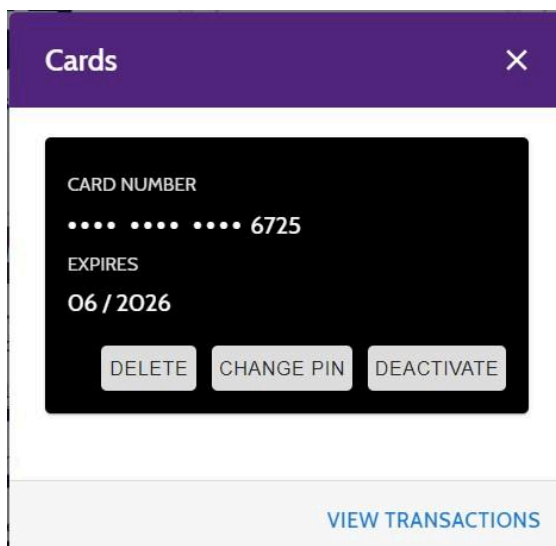 Cards
CARD NUMBER
•••• •••• •••• 6725
EXPIRES
06 / 2026
DELETE CHANGE PIN DEACTIVATE
VIEW TRANSACTIONS